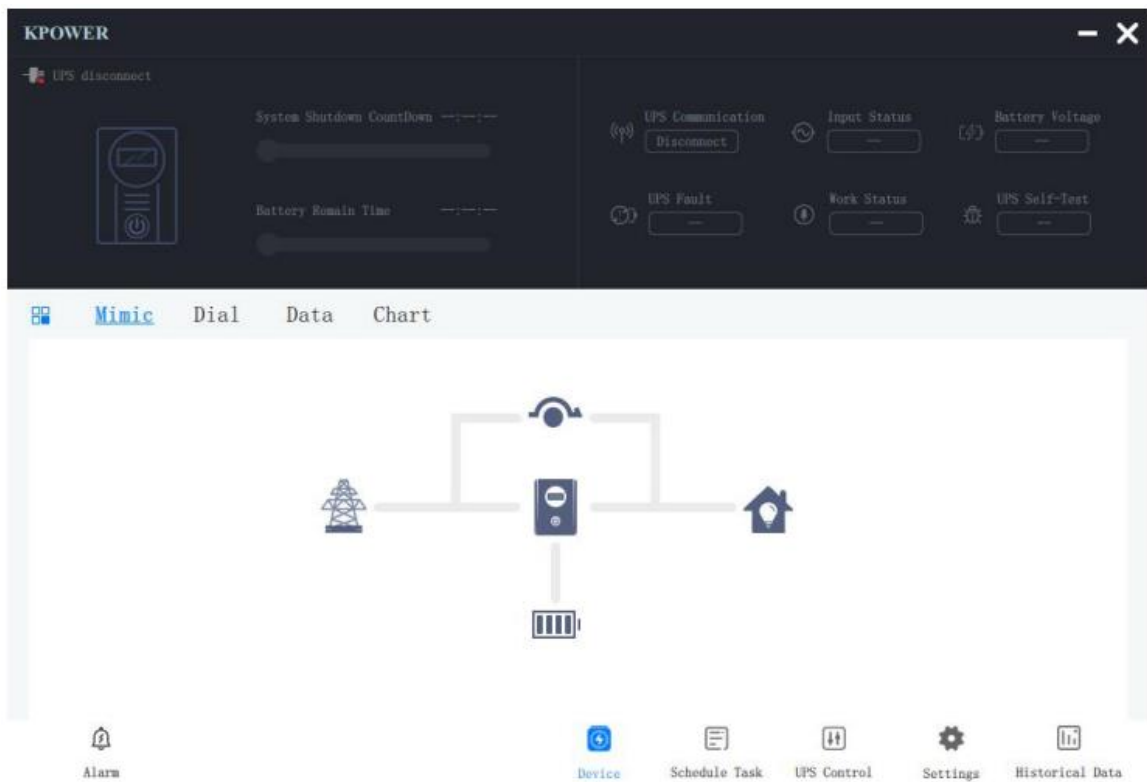 KPOWER
UPS disconnect
System Shutdown CountDown --:--:--
Battery Remain Time --:--:--
UPS Communication
Disconnect
Input Status
--
Battery Voltage
--
UPS Fault
--
Work Status
--
UPS Self-Test
--
Mimic Dial Data Chart
Alarm
Device
Schedule Task
UPS Control
Settings
Historical Data